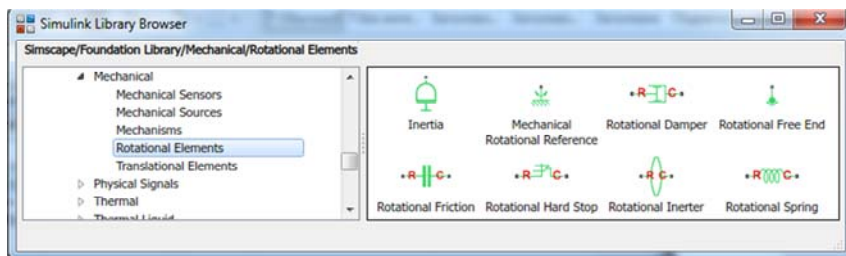 Simulink Library Browser
Simscape/Foundation Library/Mechanical/Rotational Elements
Mechanical
Mechanical Sensors
Mechanical Sources
Mechanisms
Rotational Elements
Translational Elements
Physical Signals
Thermal
Thermal Liquid
Inertia
Mechanical
Rotational Reference
R C
Rotational Damper
Rotational Free End
R C
Rotational Friction
R C
Rotational Hard Stop
R C
Rotational Inerter
R C
Rotational Spring